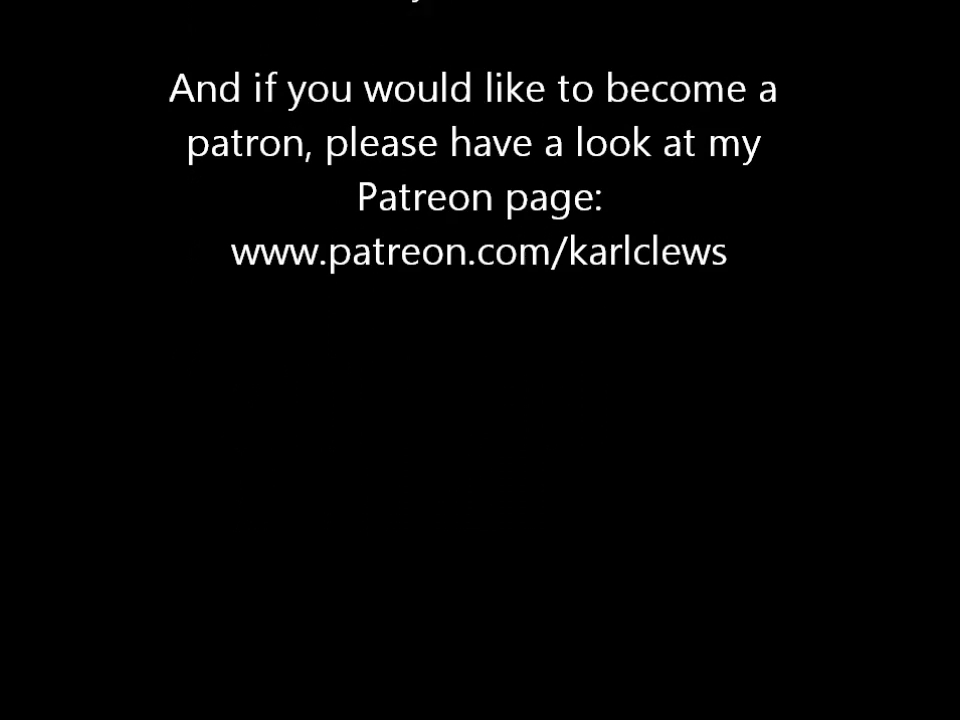 And if you would like to become a
patron, please have a look at my
Patreon page:
www.patreon.com/karlclews